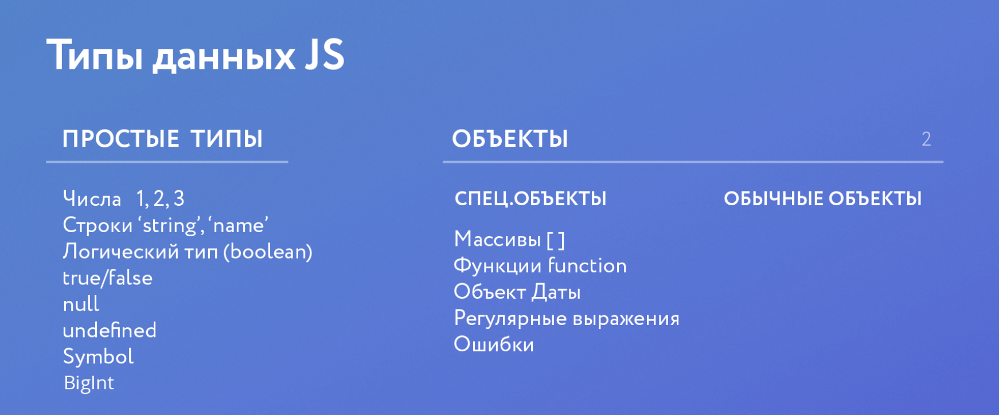 Типы данных JS
ПРОСТЫЕ ТИПЫ
Числа 1, 2, 3
Строки ‘string’, ‘name’
Логический тип (boolean)
true/false
null
undefined
Symbol
BigInt
ОБЪЕКТЫ 2
СПЕЦ.ОБЪЕКТЫ
Массивы [ ]
Функции function
Объект Даты
Регулярные выражения
Ошибки
ОБЫЧНЫЕ ОБЪЕКТЫ